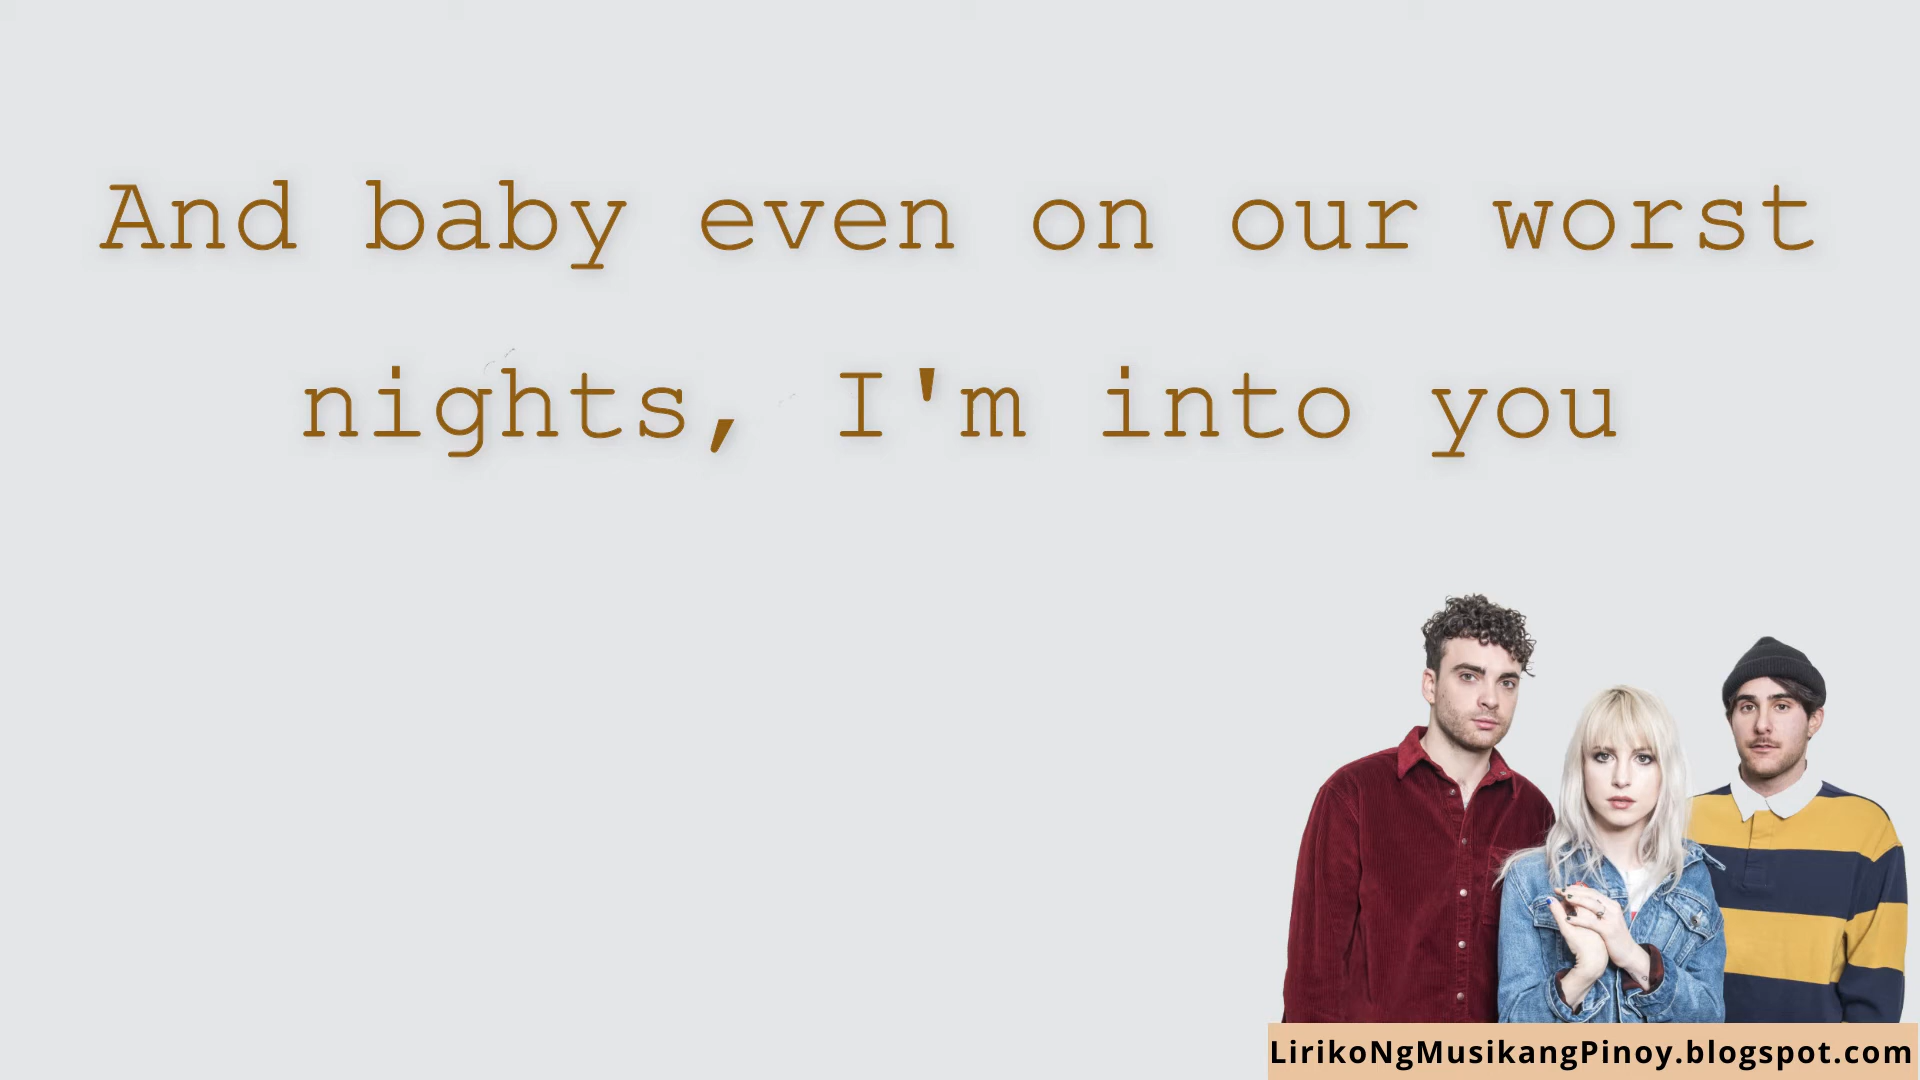 And baby even on our worst
nights, I'm into you
LirikoNgMusikangPinoy.blogspot.com